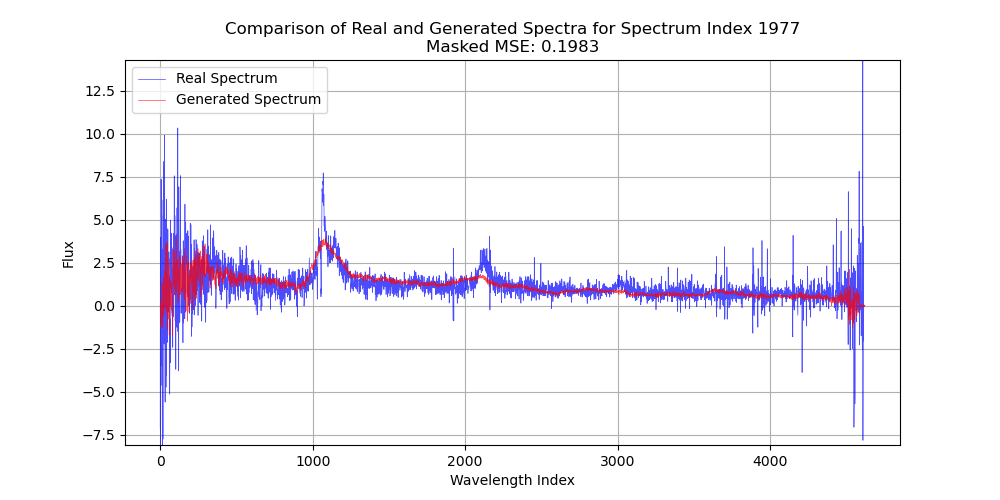 Comparison of Real and Generated Spectra for Spectrum Index 1977
Masked MSE: 0.1983
Real Spectrum
Generated Spectrum
12.5
10.0
7.5
5.0
2.5
0.0
−2.5
−5.0
−7.5
Flux
0 1000 2000 3000 4000
Wavelength Index